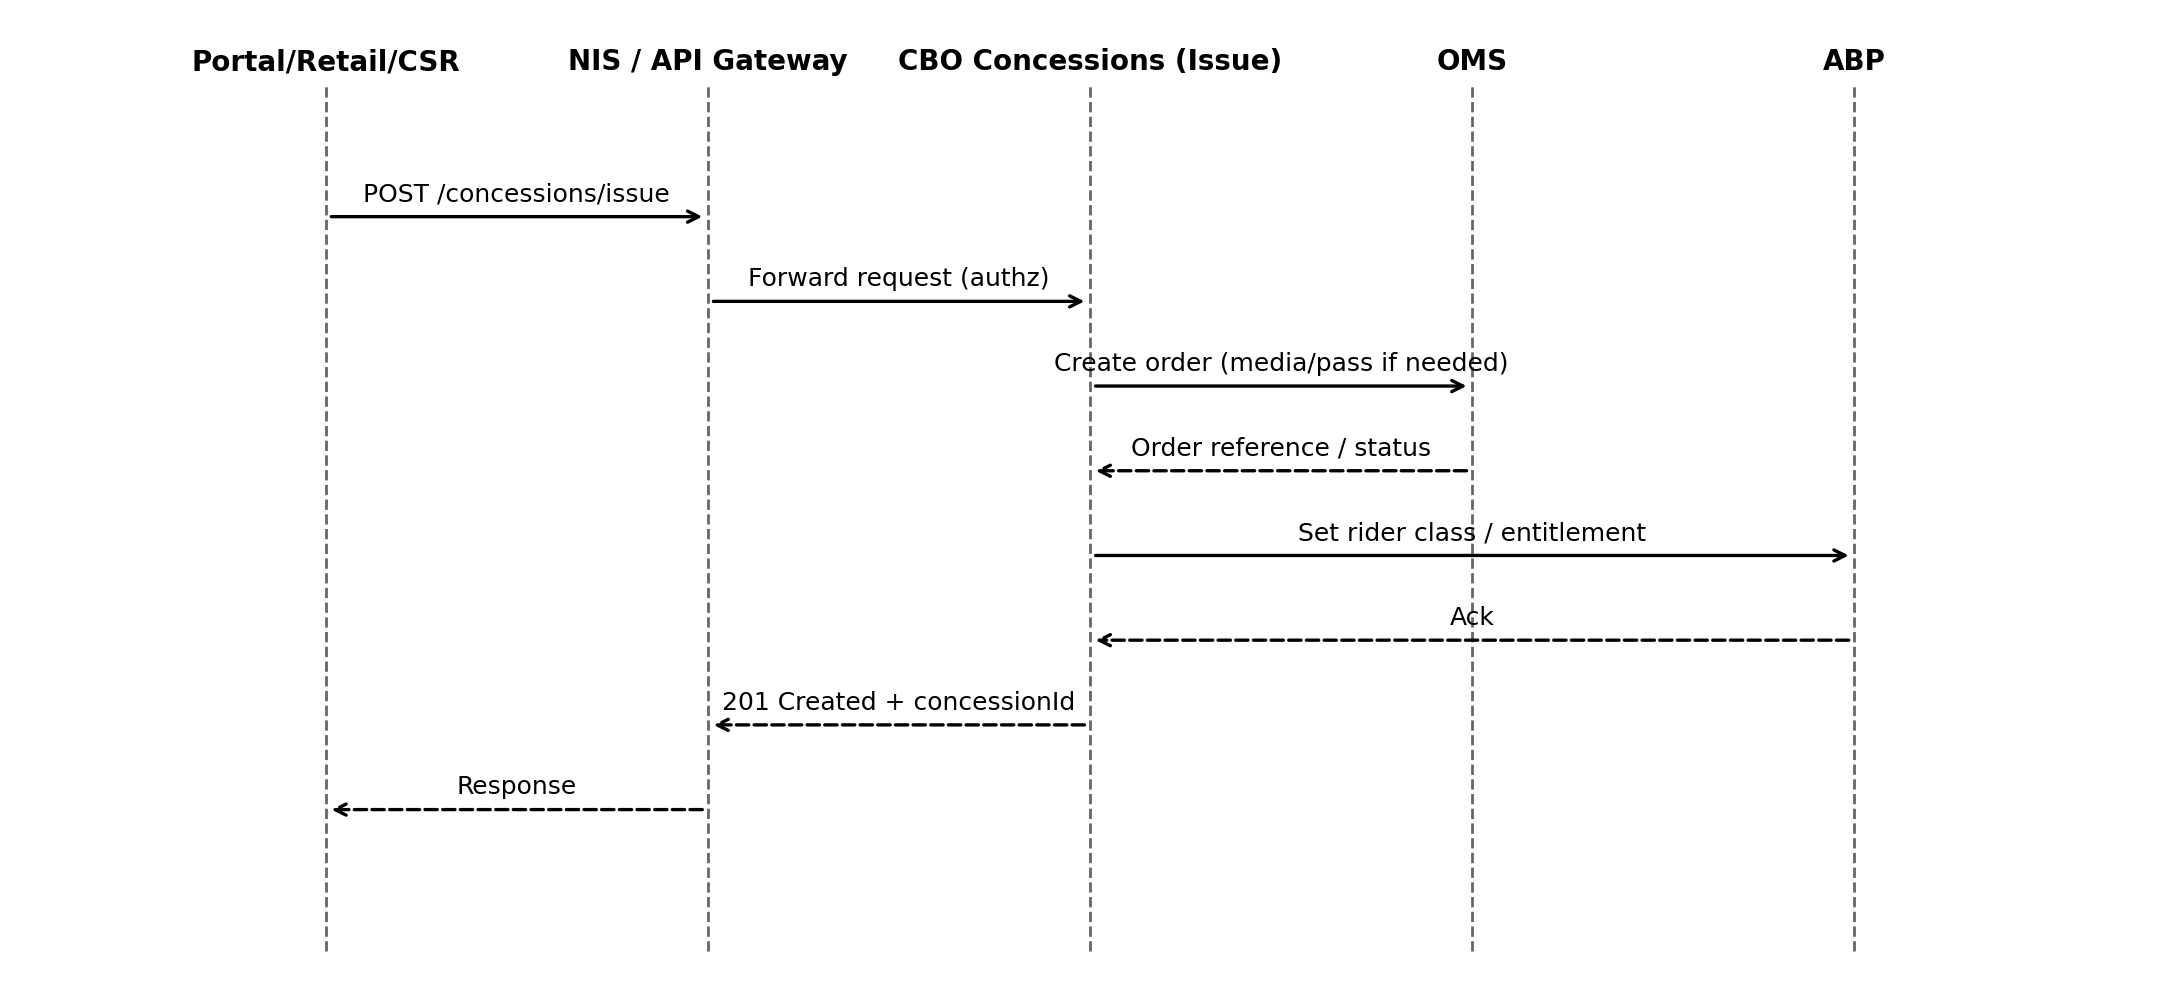 Portal/Retail/CSR
NIS / API Gateway
CBO Concessions (Issue)
OMS
ABP
POST /concessions/issue
Forward request (authz)
Create order (media/pass if needed)
Order reference / status
Set rider class / entitlement
Ack
201 Created + concessionId
Response